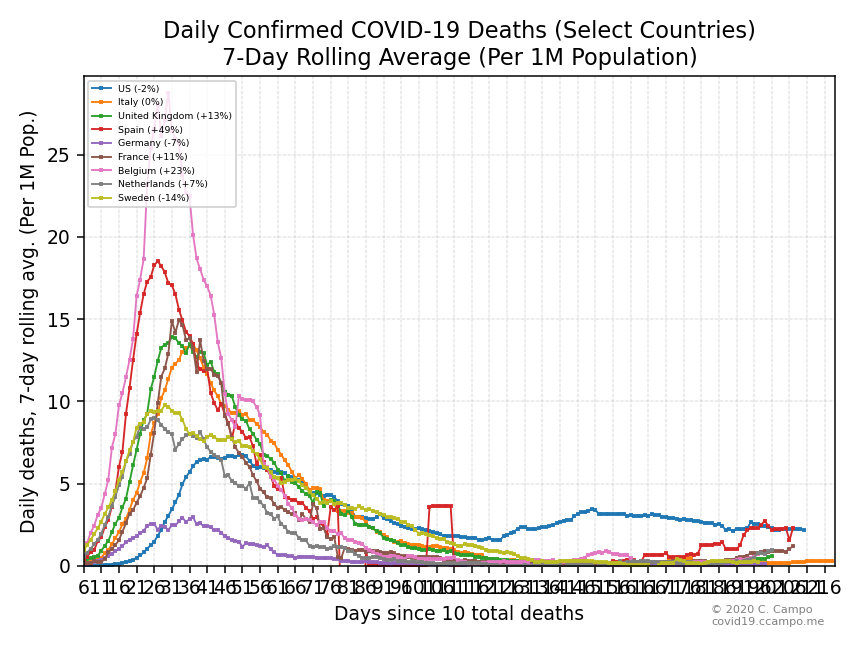 Daily Confirmed COVID-19 Deaths (Select Countries)
7-Day Rolling Average (Per 1M Population)
Daily deaths, 7-day rolling avg. (Per 1M Pop.)
US (-2%)
Italy (0%)
United Kingdom (+13%)
Spain (+49%)
Germany (-7%)
France (+11%)
Belgium (+23%)
Netherlands (+7%)
Sweden (-14%)
25
20
15
10
5
0
Days since 10 total deaths
© 2020 C. Campo
covid19.ccampo.me